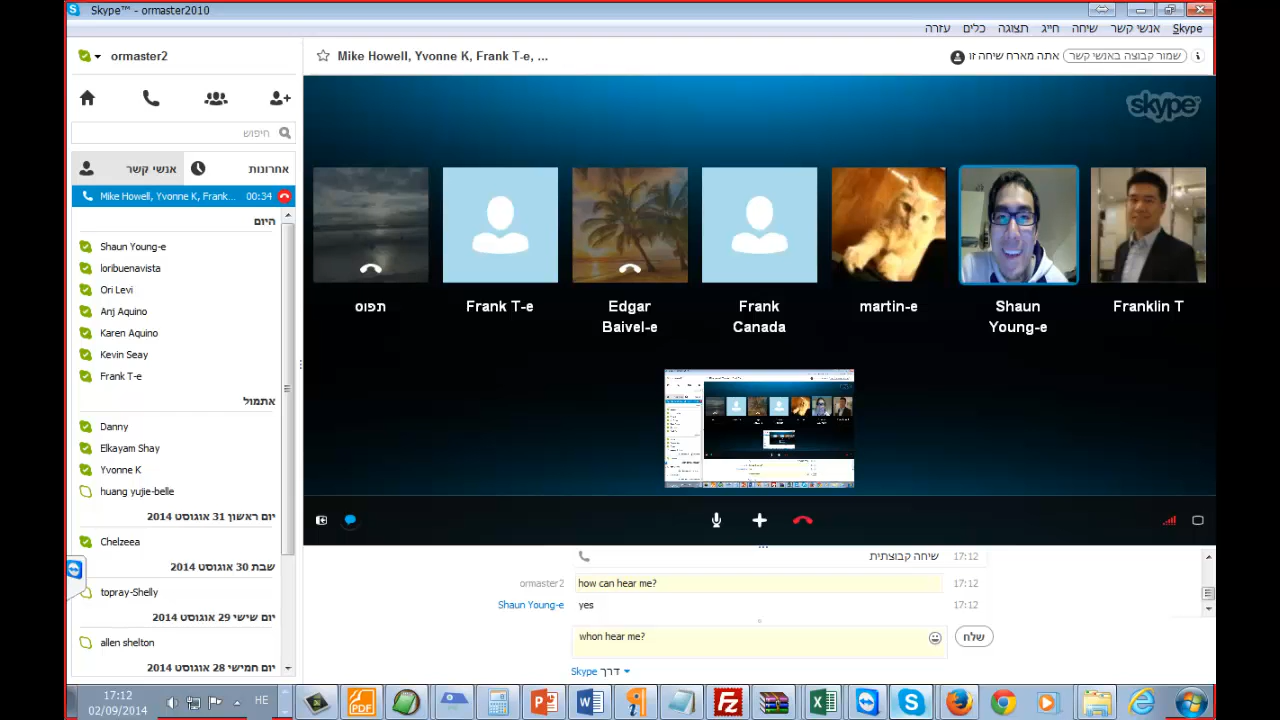 Skype™ - ormaster2010
Skype אנשי קשר שיחה חייג תצוגה כלים עזרה
ormaster2
Mike Howell, Yvonne K, Frank T-e, ...
שמור קבוצה באנשי קשר
אתה מארח שיחה זו
skype
חיפוש
אנשי קשר
אחרונות
Mike Howell, Yvonne K, Frank... 00:34
היום
Shaun Young-e
loribuenavista
Ori Levi
Anj Aquino
Karen Aquino
Kevin Seay
Frank T-e
אתמול
Danny
Elkayam Shay
Yvonne K
huang yujie-belle
יום ראשון 31 אוגוסט 2014
Chelzeea
שבת 30 אוגוסט 2014
topray-Shelly
יום שישי 29 אוגוסט 2014
allen shelton
יום חמישי 28 אוגוסט 2014
תפוס
Frank T-e
Edgar
Baivel-e
Frank
Canada
martin-e
Shaun
Young-e
Franklin T
שיחה קבוצתית 17:12
ormaster2 how can hear me? 17:12
Shaun Young-e yes 17:12
whon hear me?
שלח
דרך Skype
17:12
02/09/2014
HE
PDF